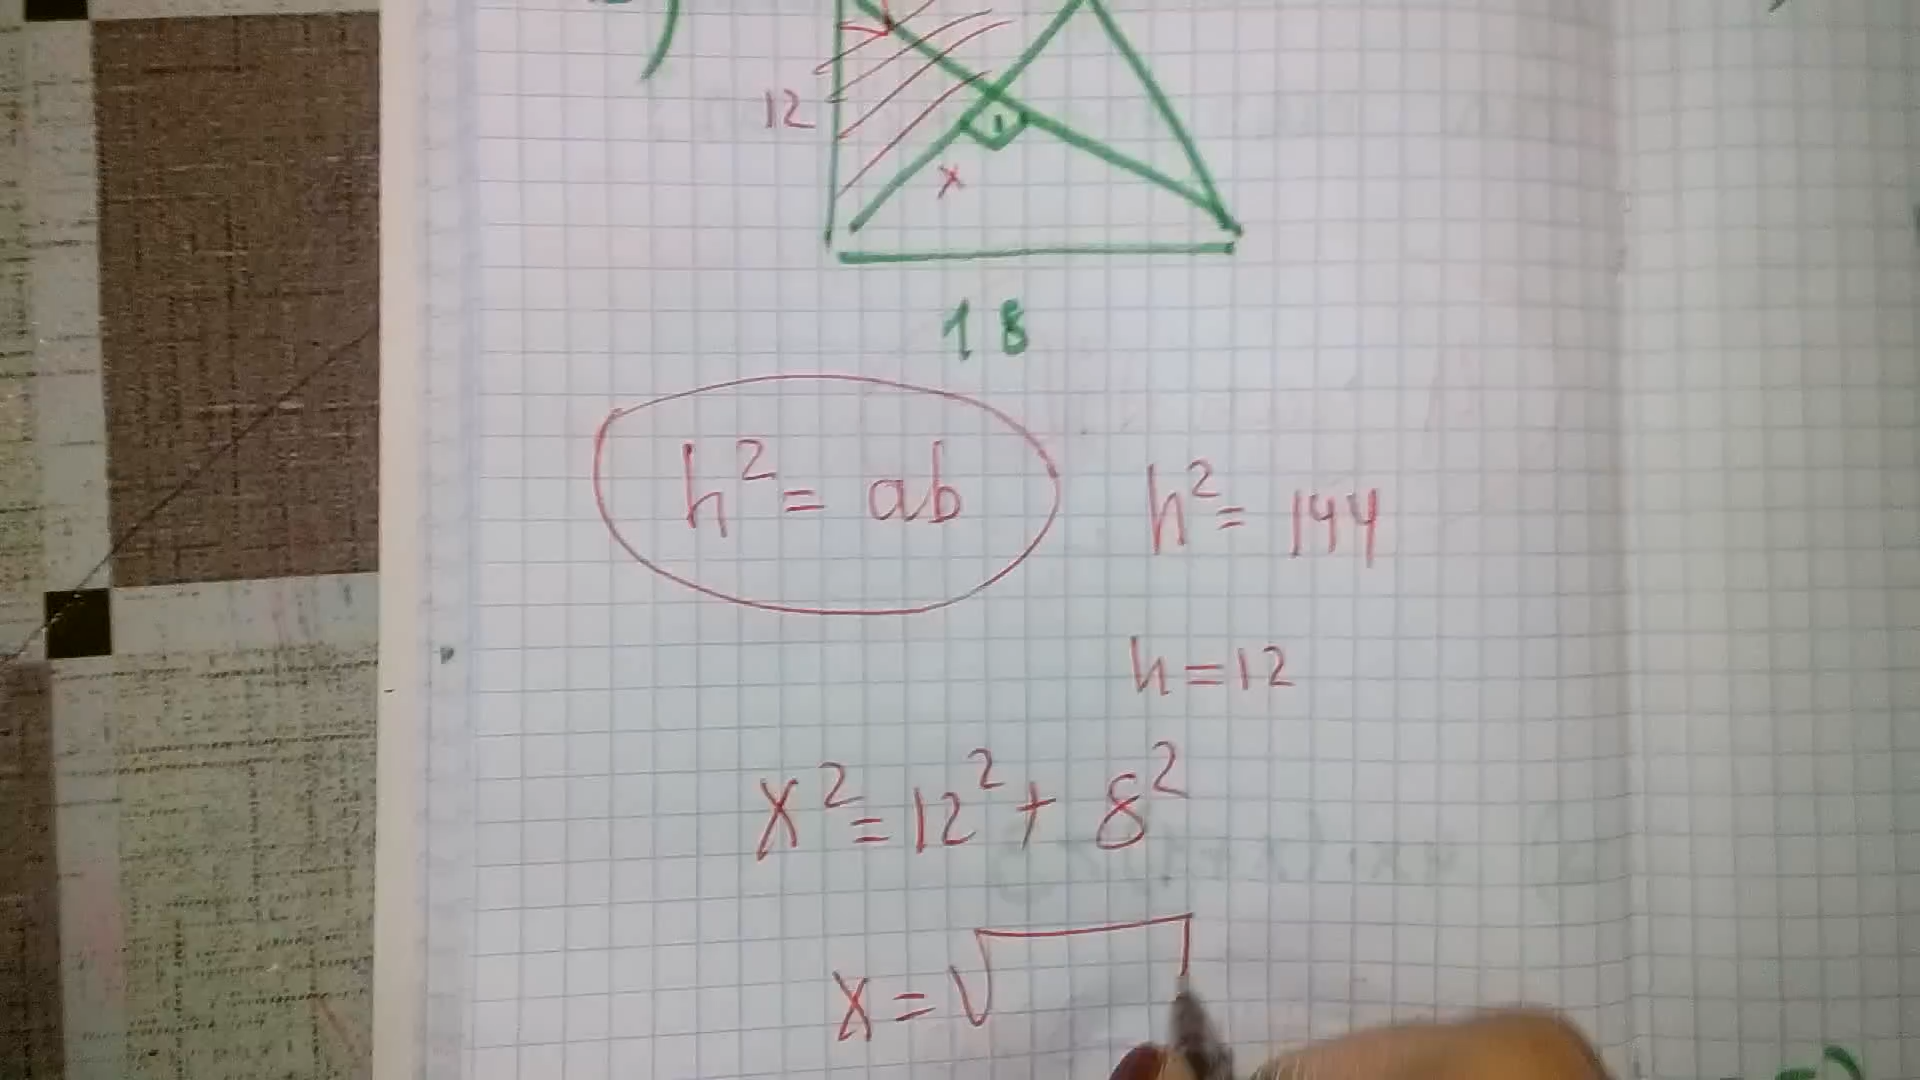 12
x
18
h² = ab
h² = 144
h = 12
x² = 12² + 8²
x = √